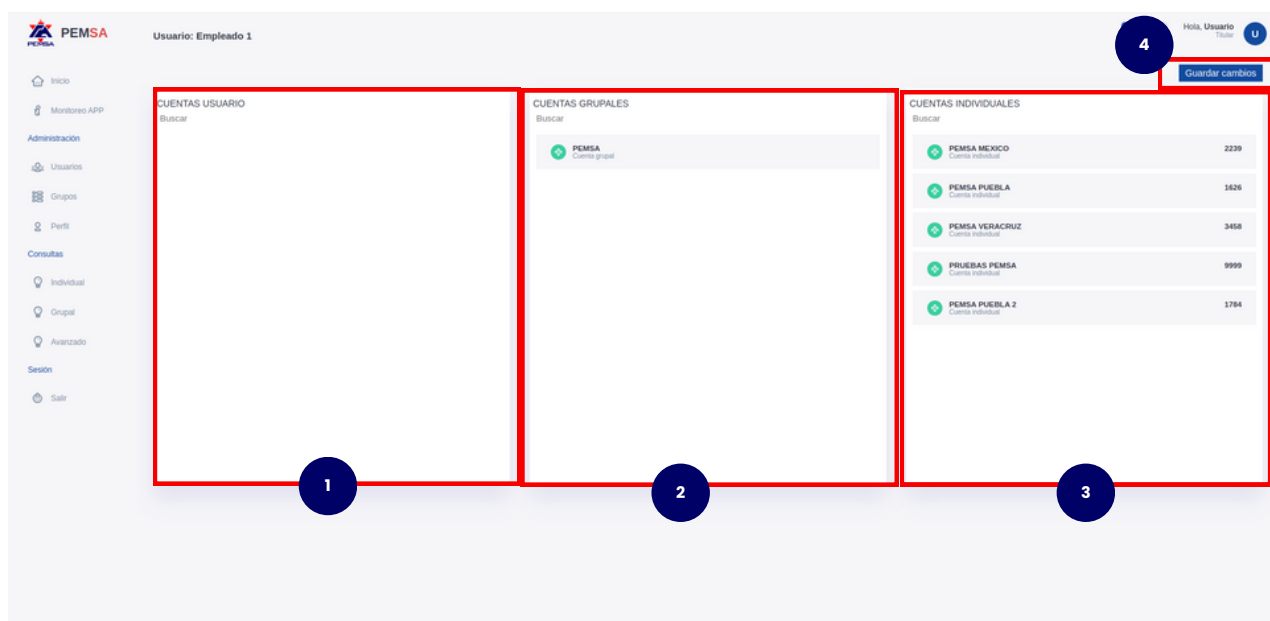 PEMSA
PEMSA
Usuario: Empleado 1
Hola, Usuario
Titular
U
4
Guardar cambios
Inicio
Monitoreo APP
Administración
Usuarios
Grupos
Perfil
Consultas
Individual
Grupal
Avanzado
Sesión
Salir
CUENTAS USUARIO
Buscar
1
CUENTAS GRUPALES
Buscar
PEMSA
Cuenta grupal
2
CUENTAS INDIVIDUALES
Buscar
PEMSA MEXICO 2239
Cuenta individual
PEMSA PUEBLA 1626
Cuenta individual
PEMSA VERACRUZ 3458
Cuenta individual
PRUEBAS PEMSA 9999
Cuenta individual
PEMSA PUEBLA 2 1784
Cuenta individual
3